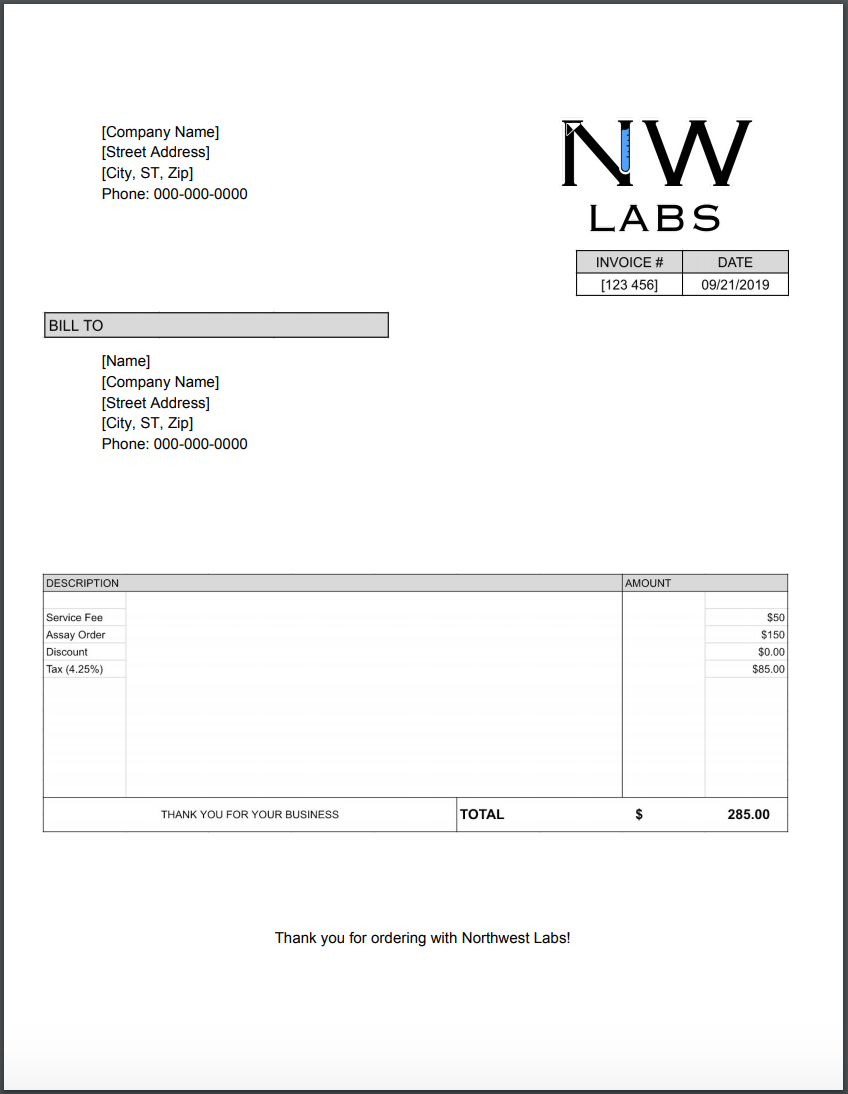 [Company Name]
[Street Address]
[City, ST, Zip]
Phone: 000-000-0000
NW
LABS
INVOICE # DATE
[123 456] 09/21/2019
BILL TO
[Name]
[Company Name]
[Street Address]
[City, ST, Zip]
Phone: 000-000-0000
DESCRIPTION AMOUNT
Service Fee $50
Assay Order $150
Discount $0.00
Tax (4.25%) $85.00
THANK YOU FOR YOUR BUSINESS TOTAL $ 285.00
Thank you for ordering with Northwest Labs!